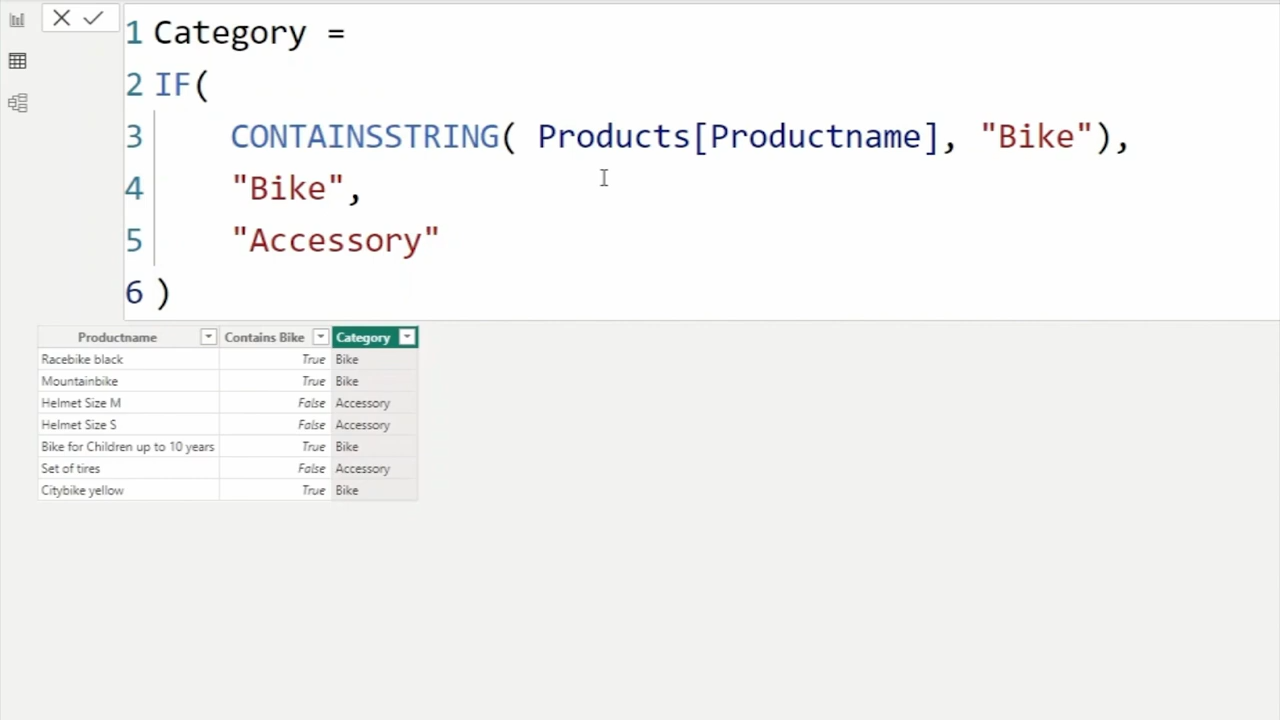 1 Category =
2 IF(
3 CONTAINSSTRING( Products[Productname], "Bike"),
4 "Bike",
5 "Accessory"
6 )
Productname Contains Bike Category
Racebike black True Bike
Mountainbike True Bike
Helmet Size M False Accessory
Helmet Size S False Accessory
Bike for Children up to 10 years True Bike
Set of tires False Accessory
Citybike yellow True Bike